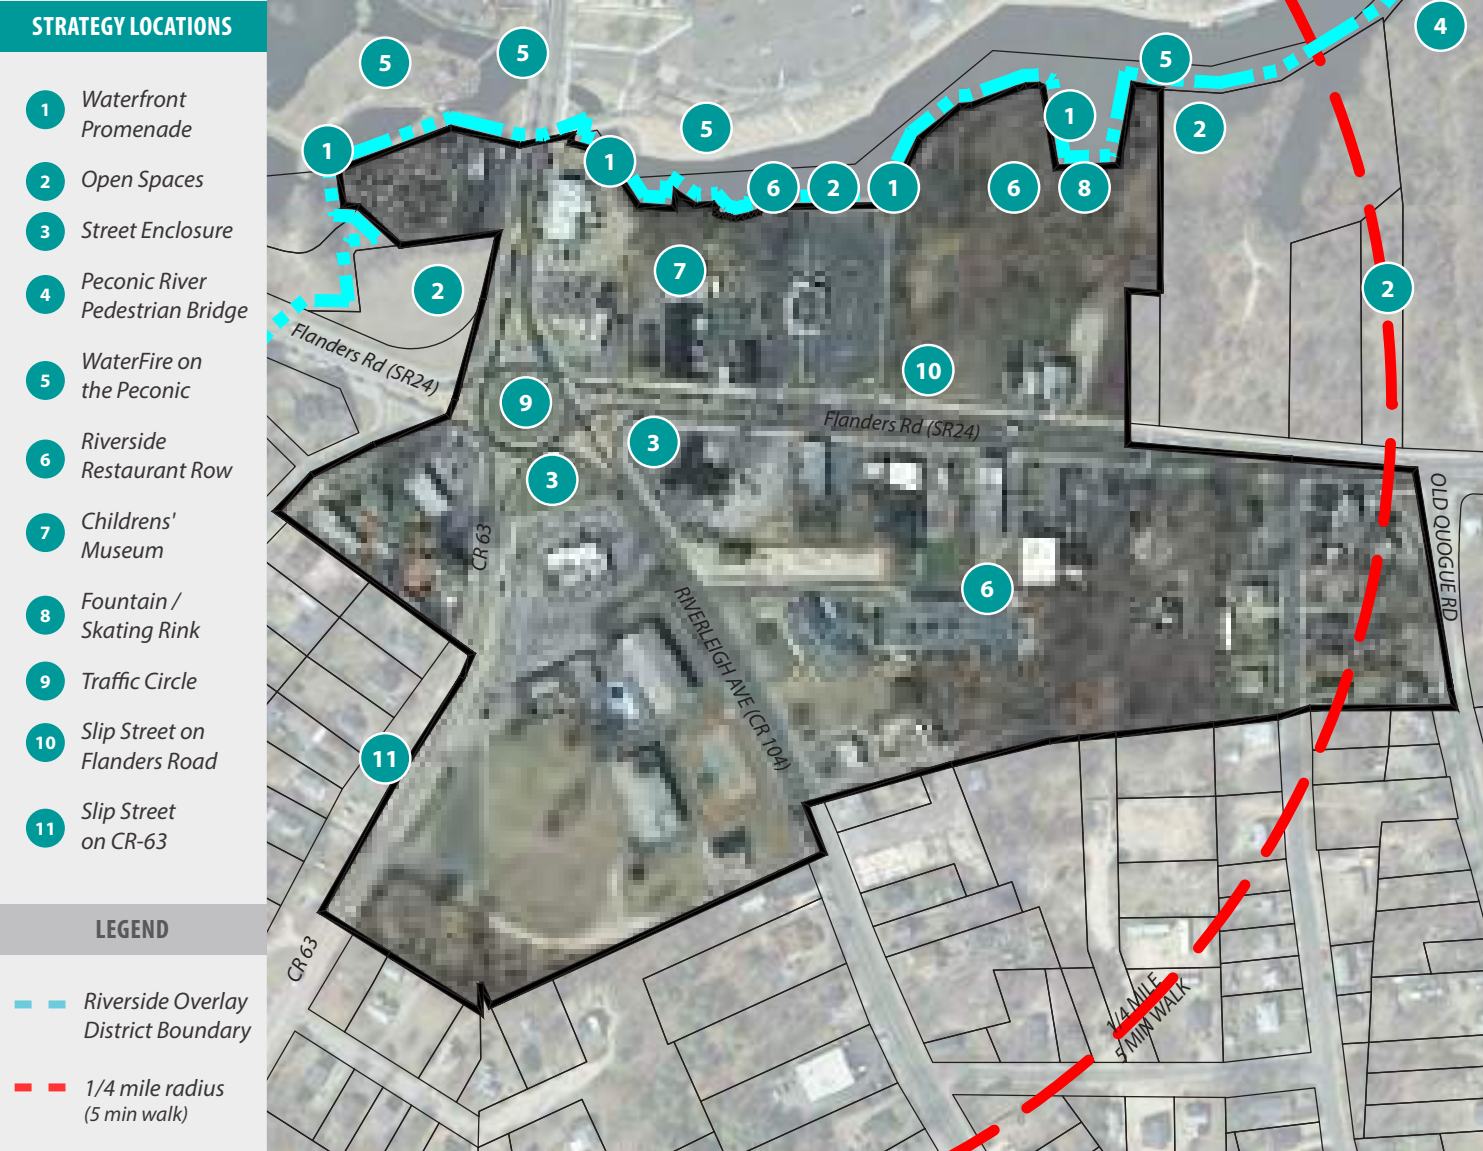 STRATEGY LOCATIONS
1
Waterfront
Promenade
2
Open Spaces
3
Street Enclosure
4
Peconic River
Pedestrian Bridge
5
WaterFire on
the Peconic
6
Riverside
Restaurant Row
7
Childrens'
Museum
8
Fountain /
Skating Rink
9
Traffic Circle
10
Slip Street on
Flanders Road
11
Slip Street
on CR-63
LEGEND
Riverside Overlay
District Boundary
1/4 mile radius
(5 min walk)
4
5
5
5
5
1
2
1
1
6
2
1
6
8
7
2
2
Flanders Rd (SR24)
10
9
Flanders Rd (SR24)
3
3
OLD QUOGUE RD
CR 63
6
RIVERLEIGH AVE (CR 104)
11
CR 63
1/4 MILE
5 MIN WALK